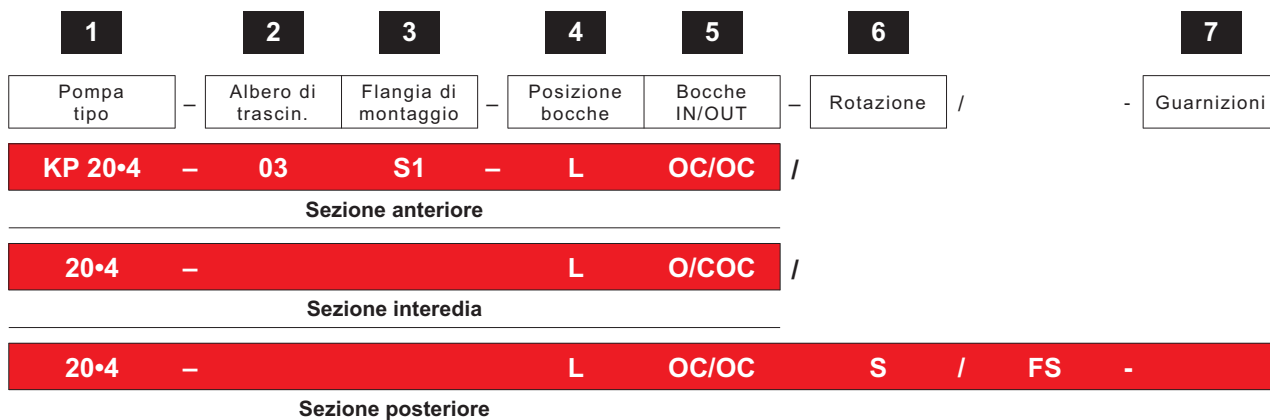 1 2 3 4 5 6 7
Pompa tipo – Albero di trascin. Flangia di montaggio – Posizione bocche Bocche IN/OUT – Rotazione / - Guarnizioni
KP 20•4 – 03 S1 – L OC/OC /
Sezione anteriore
20•4 – L O/COC /
Sezione interedia
20•4 – L OC/OC S / FS -
Sezione posteriore